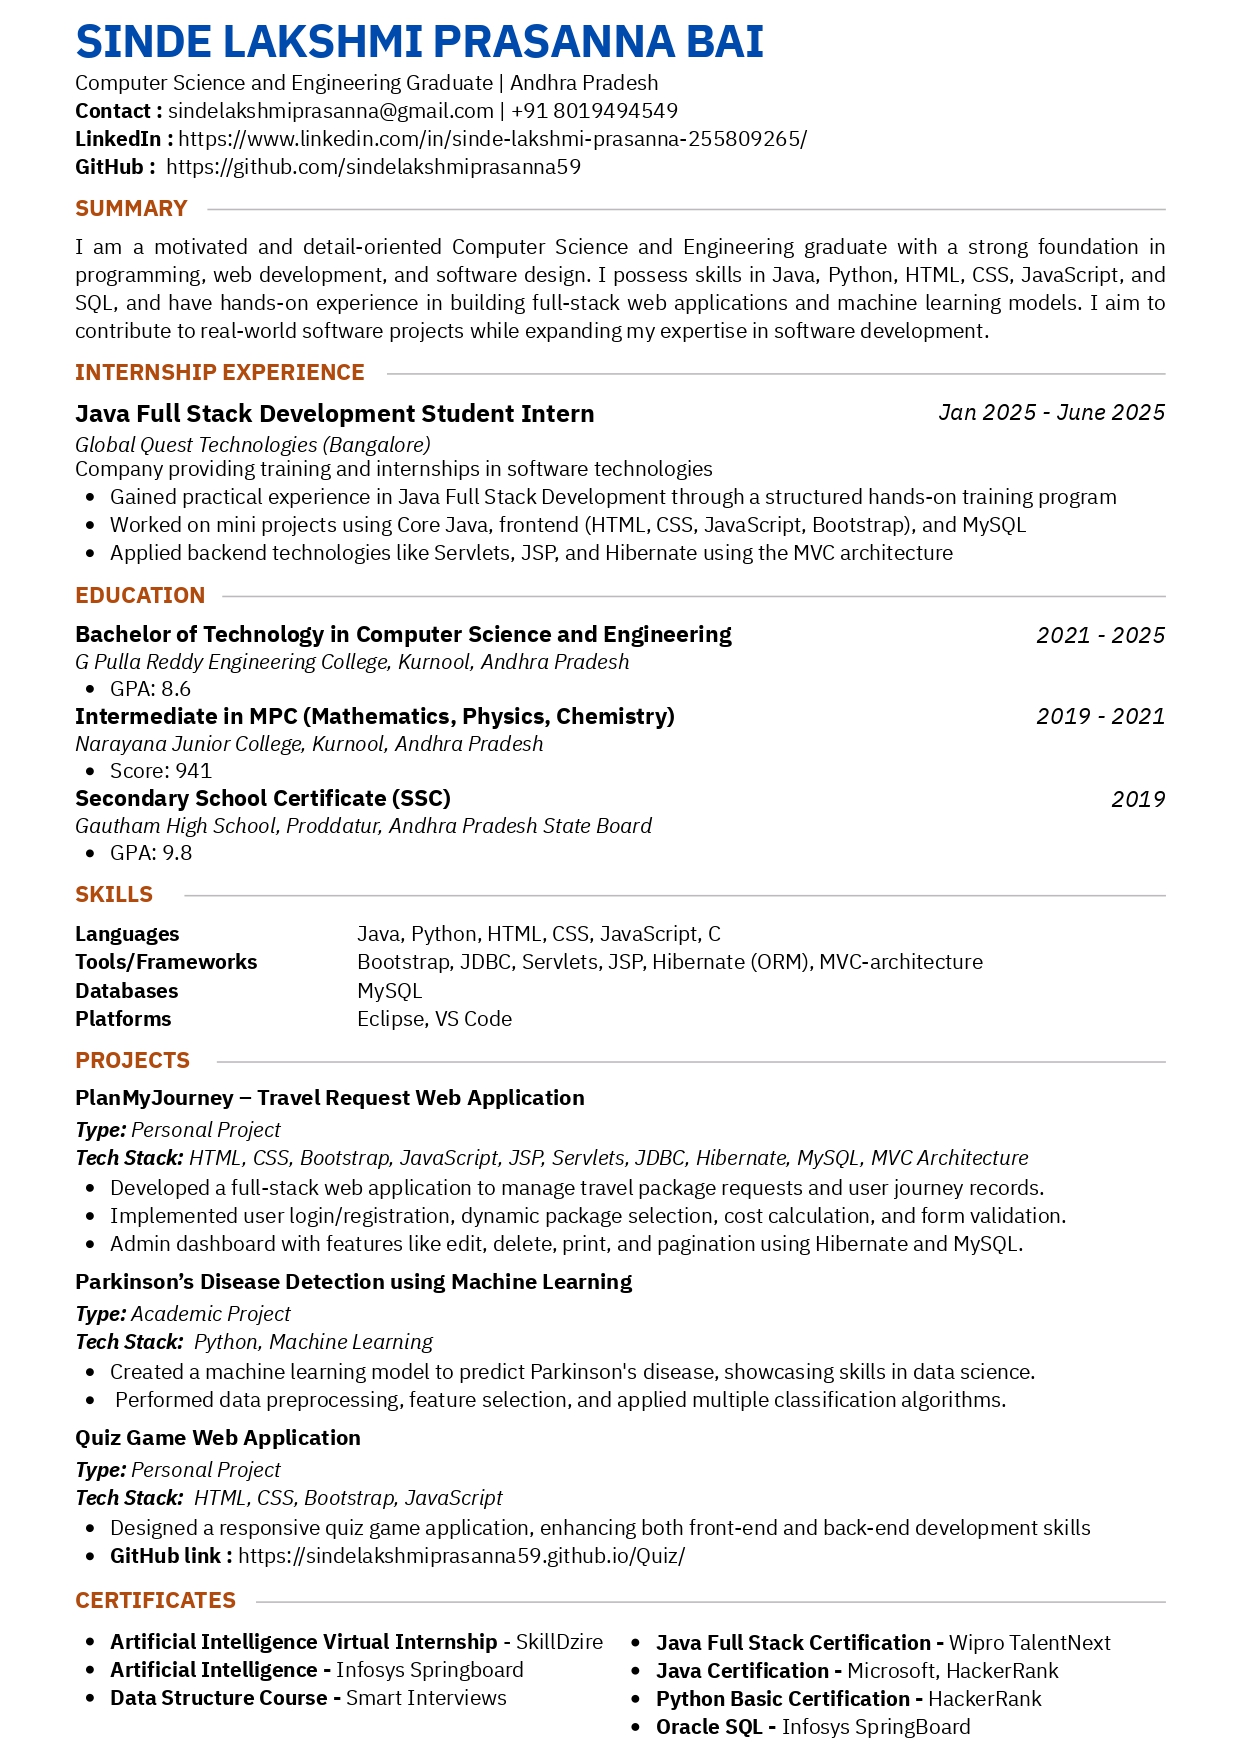 SINDE LAKSHMI PRASANNA BAI
Computer Science and Engineering Graduate | Andhra Pradesh
Contact : sindelakshmiprasanna@gmail.com | +91 8019494549
LinkedIn : https://www.linkedin.com/in/sinde-lakshmi-prasanna-255809265/
GitHub : https://github.com/sindelakshmiprasanna59
SUMMARY
I am a motivated and detail-oriented Computer Science and Engineering graduate with a strong foundation in
programming, web development, and software design. I possess skills in Java, Python, HTML, CSS, JavaScript, and
SQL, and have hands-on experience in building full-stack web applications and machine learning models. I aim to
contribute to real-world software projects while expanding my expertise in software development.
INTERNSHIP EXPERIENCE
Java Full Stack Development Student Intern Jan 2025 - June 2025
Global Quest Technologies (Bangalore)
Company providing training and internships in software technologies
• Gained practical experience in Java Full Stack Development through a structured hands-on training program
• Worked on mini projects using Core Java, frontend (HTML, CSS, JavaScript, Bootstrap), and MySQL
• Applied backend technologies like Servlets, JSP, and Hibernate using the MVC architecture
EDUCATION
Bachelor of Technology in Computer Science and Engineering 2021 - 2025
G Pulla Reddy Engineering College, Kurnool, Andhra Pradesh
• GPA: 8.6
Intermediate in MPC (Mathematics, Physics, Chemistry) 2019 - 2021
Narayana Junior College, Kurnool, Andhra Pradesh
• Score: 941
Secondary School Certificate (SSC) 2019
Gautham High School, Proddatur, Andhra Pradesh State Board
• GPA: 9.8
SKILLS
Languages Java, Python, HTML, CSS, JavaScript, C
Tools/Frameworks Bootstrap, JDBC, Servlets, JSP, Hibernate (ORM), MVC-architecture
Databases MySQL
Platforms Eclipse, VS Code
PROJECTS
PlanMyJourney – Travel Request Web Application
Type: Personal Project
Tech Stack: HTML, CSS, Bootstrap, JavaScript, JSP, Servlets, JDBC, Hibernate, MySQL, MVC Architecture
• Developed a full-stack web application to manage travel package requests and user journey records.
• Implemented user login/registration, dynamic package selection, cost calculation, and form validation.
• Admin dashboard with features like edit, delete, print, and pagination using Hibernate and MySQL.
Parkinson’s Disease Detection using Machine Learning
Type: Academic Project
Tech Stack: Python, Machine Learning
• Created a machine learning model to predict Parkinson's disease, showcasing skills in data science.
• Performed data preprocessing, feature selection, and applied multiple classification algorithms.
Quiz Game Web Application
Type: Personal Project
Tech Stack: HTML, CSS, Bootstrap, JavaScript
• Designed a responsive quiz game application, enhancing both front-end and back-end development skills
• GitHub link : https://sindelakshmiprasanna59.github.io/Quiz/
CERTIFICATES
• Artificial Intelligence Virtual Internship - SkillDzire
• Artificial Intelligence - Infosys Springboard
• Data Structure Course - Smart Interviews
• Java Full Stack Certification - Wipro TalentNext
• Java Certification - Microsoft, HackerRank
• Python Basic Certification - HackerRank
• Oracle SQL - Infosys SpringBoard